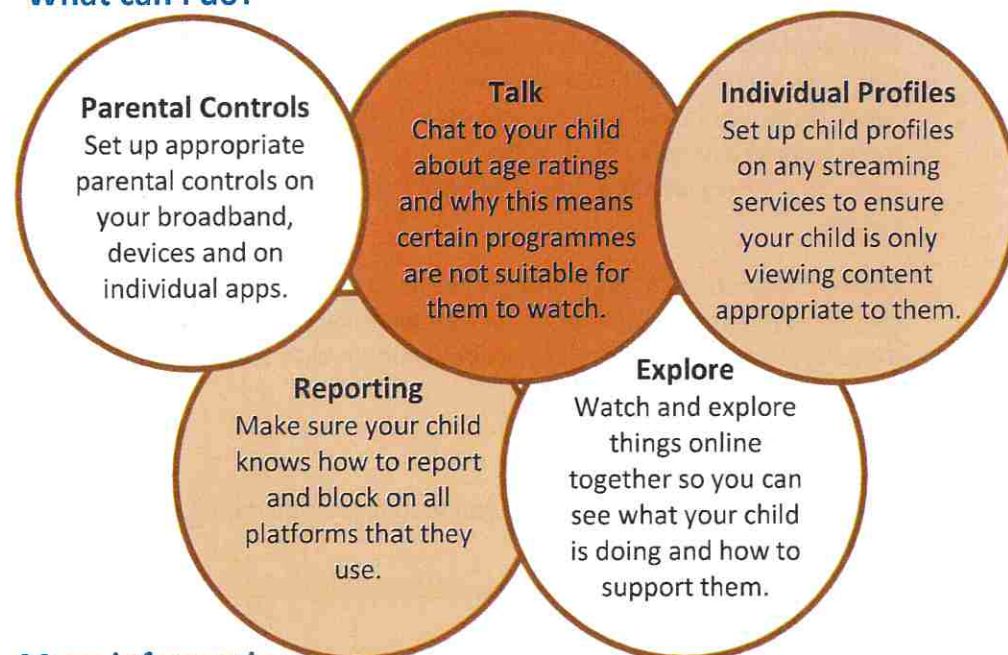 What can I do?
Parental Controls
Set up appropriate
parental controls on
your broadband,
devices and on
individual apps.
Talk
Chat to your child
about age ratings
and why this means
certain programmes
are not suitable for
them to watch.
Individual Profiles
Set up child profiles
on any streaming
services to ensure
your child is only
viewing content
appropriate to them.
Reporting
Make sure your child
knows how to report
and block on all
platforms that they
use.
Explore
Watch and explore
things online
together so you can
see what your child
is doing and how to
support them.